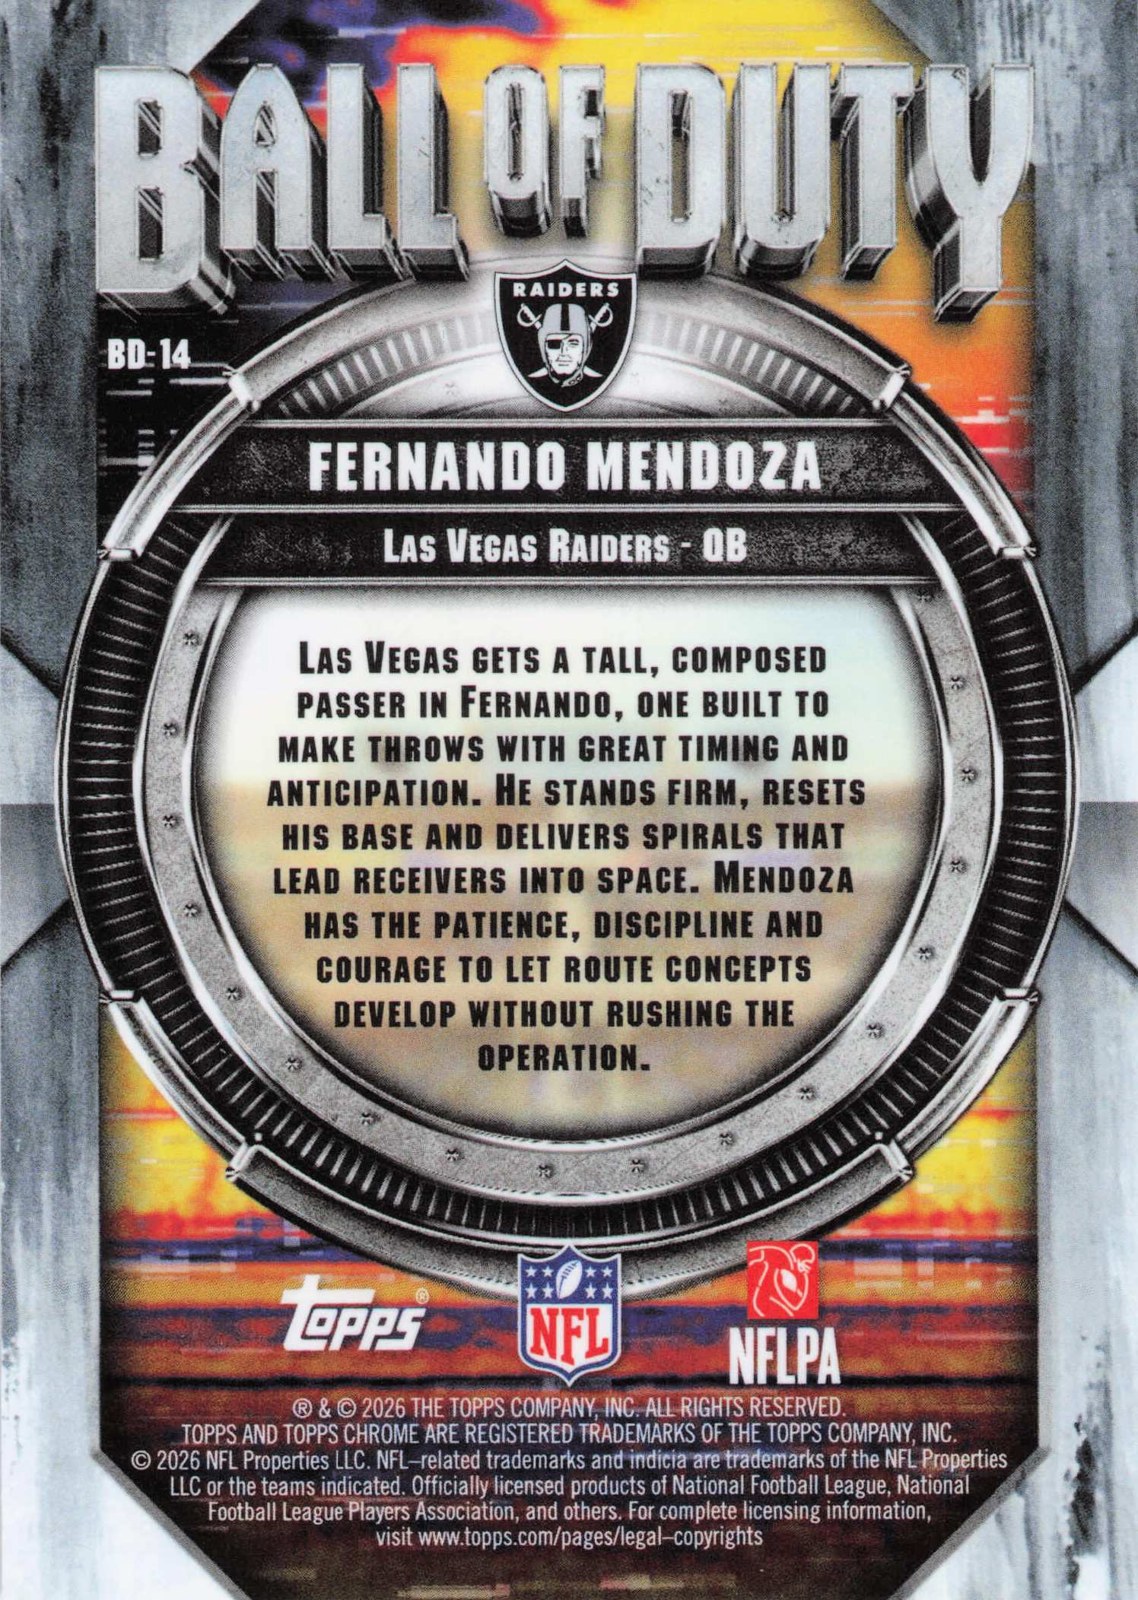 BALL OF DUTY
RAIDERS
BD-14
FERNANDO MENDOZA
LAS VEGAS RAIDERS - QB
LAS VEGAS GETS A TALL, COMPOSED
PASSER IN FERNANDO, ONE BUILT TO
MAKE THROWS WITH GREAT TIMING AND
ANTICIPATION. HE STANDS FIRM, RESETS
HIS BASE AND DELIVERS SPIRALS THAT
LEAD RECEIVERS INTO SPACE. MENDOZA
HAS THE PATIENCE, DISCIPLINE AND
COURAGE TO LET ROUTE CONCEPTS
DEVELOP WITHOUT RUSHING THE
OPERATION.
Topps®
NFL
NFLPA
® & © 2026 THE TOPPS COMPANY, INC. ALL RIGHTS RESERVED.
TOPPS AND TOPPS CHROME ARE REGISTERED TRADEMARKS OF THE TOPPS COMPANY, INC.
© 2026 NFL Properties LLC. NFL-related trademarks and indicia are trademarks of the NFL Properties
LLC or the teams indicated. Officially licensed products of National Football League, National
Football League Players Association, and others. For complete licensing information,
visit www.topps.com/pages/legal-copyrights